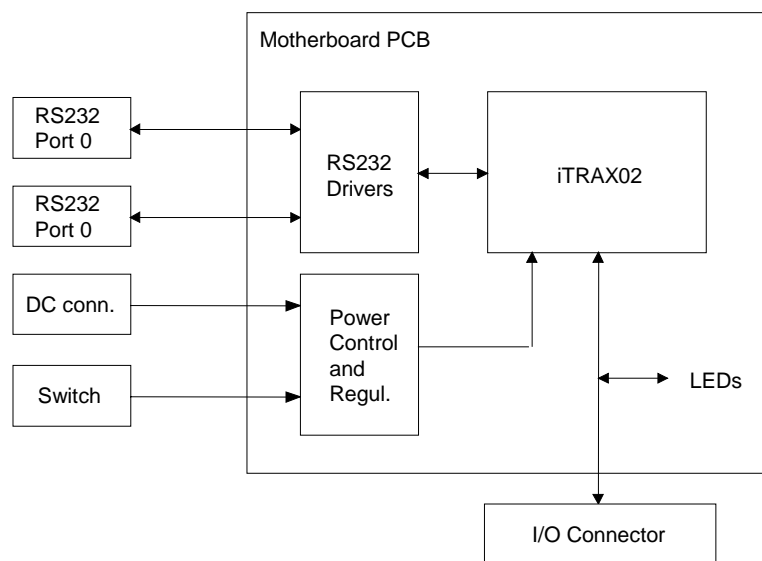 Motherboard PCB
RS232
Port 0
RS232
Drivers
iTRAX02
RS232
Port 0
DC conn.
Power
Control
and
Regul.
Switch
LEDs
I/O Connector